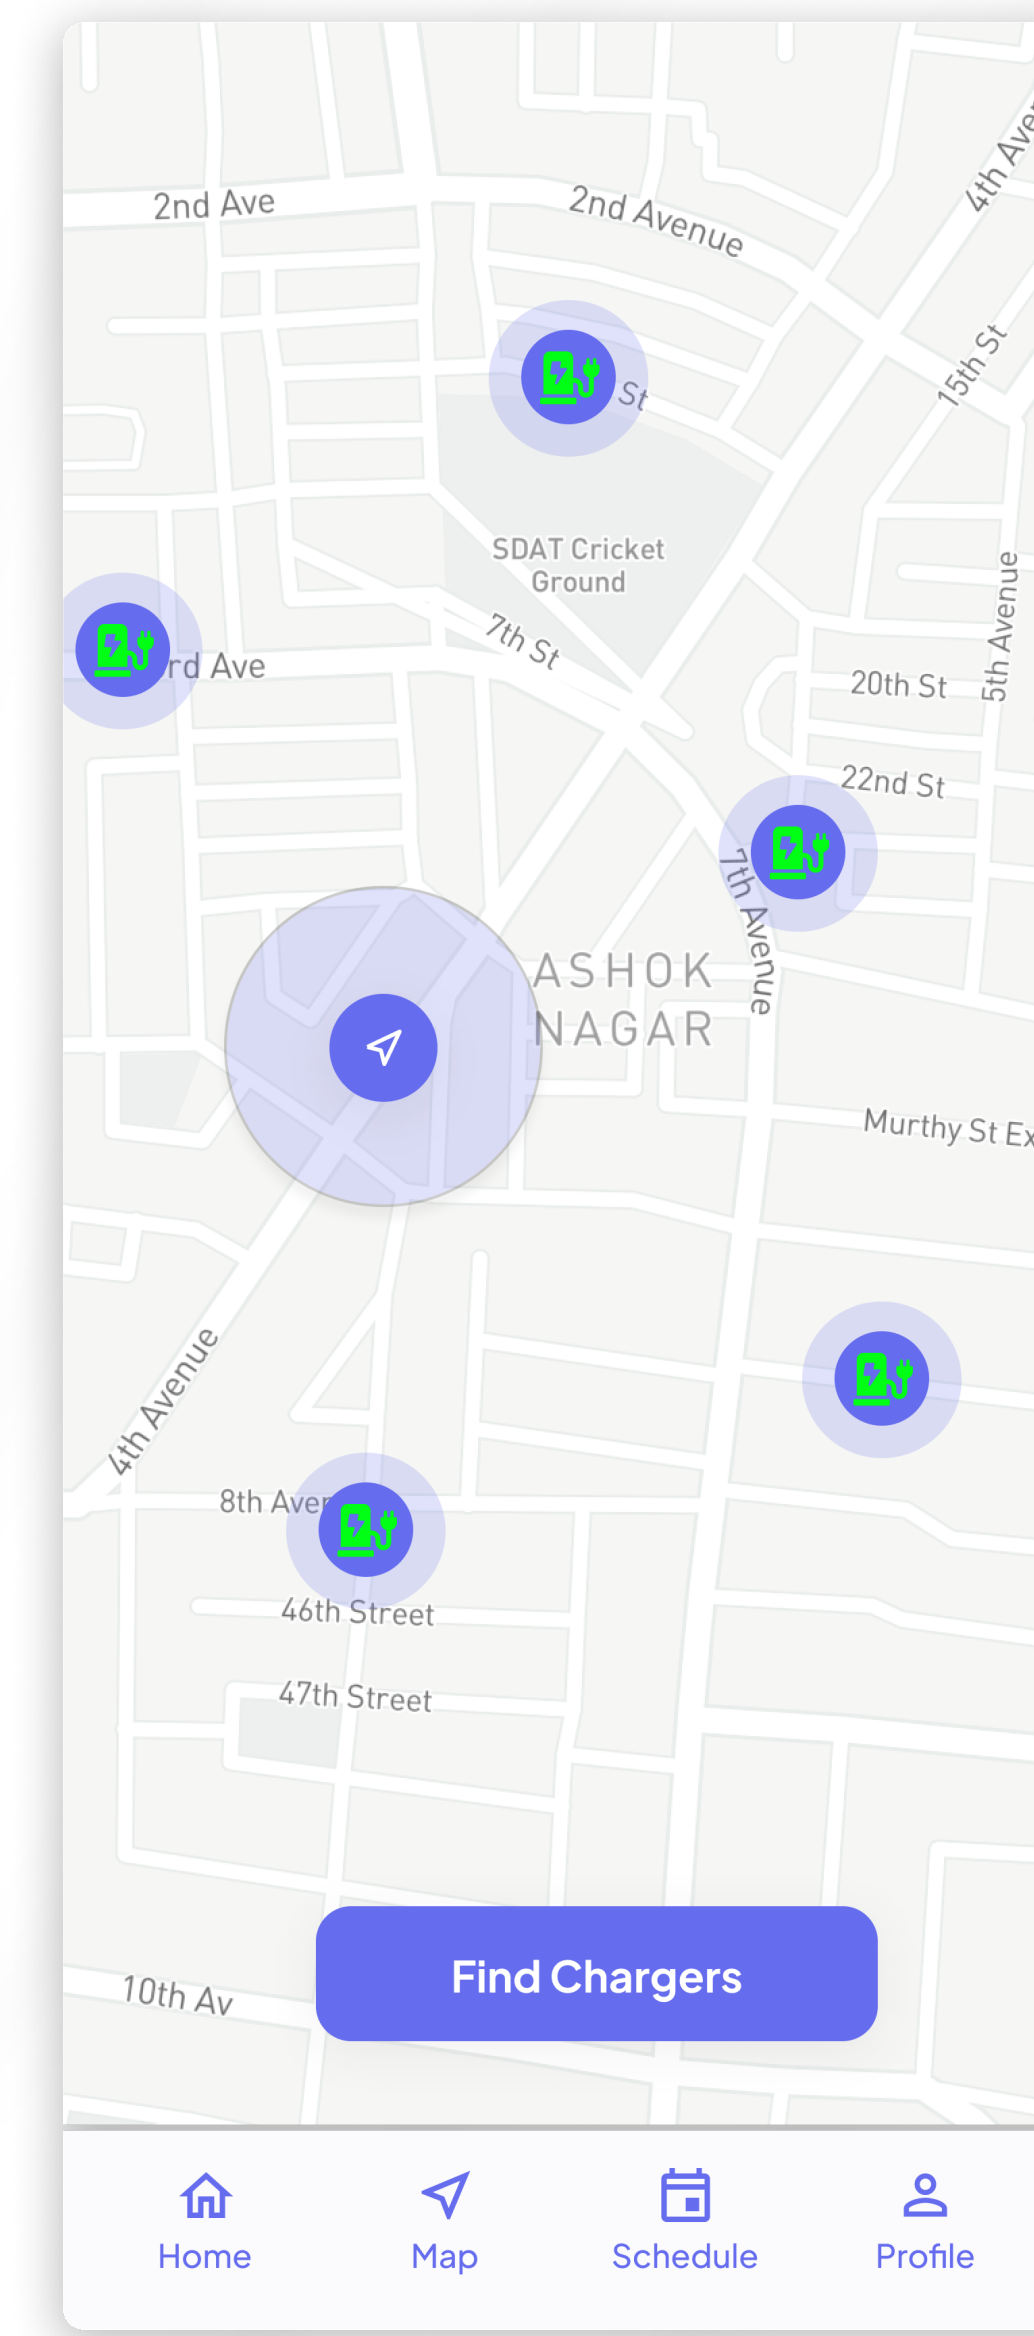 4th Aven
2nd Ave
2nd Avenue
15th St
St
SDAT Cricket
Ground
7th St
5th Avenue
rd Ave
20th St
22nd St
7th Avenue
ASHOK
NAGAR
Murthy St Ex
4th Avenue
8th Aven
46th Street
47th Street
Find Chargers
10th Av
Home
Map
Schedule
Profile